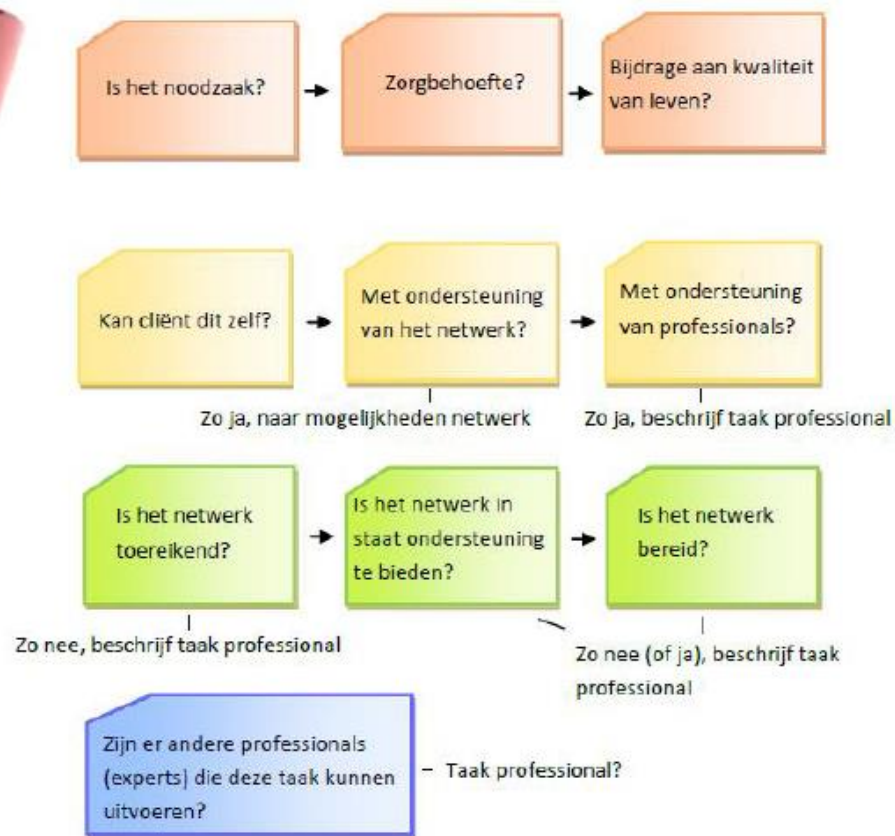 Is het noodzaak?
Zorgbehoefte?
Bijdrage aan kwaliteit
van leven?
Kan cliënt dit zelf?
Met ondersteuning
van het netwerk?
Met ondersteuning
van professionals?
Zo ja, naar mogelijkheden netwerk
Zo ja, beschrijf taak professional
Is het netwerk
toereikend?
Is het netwerk in
staat ondersteuning
te bieden?
Is het netwerk
bereid?
Zo nee, beschrijf taak professional
Zo nee (of ja), beschrijf taak
professional
Zijn er andere professionals
(experts) die deze taak kunnen
uitvoeren?
– Taak professional?